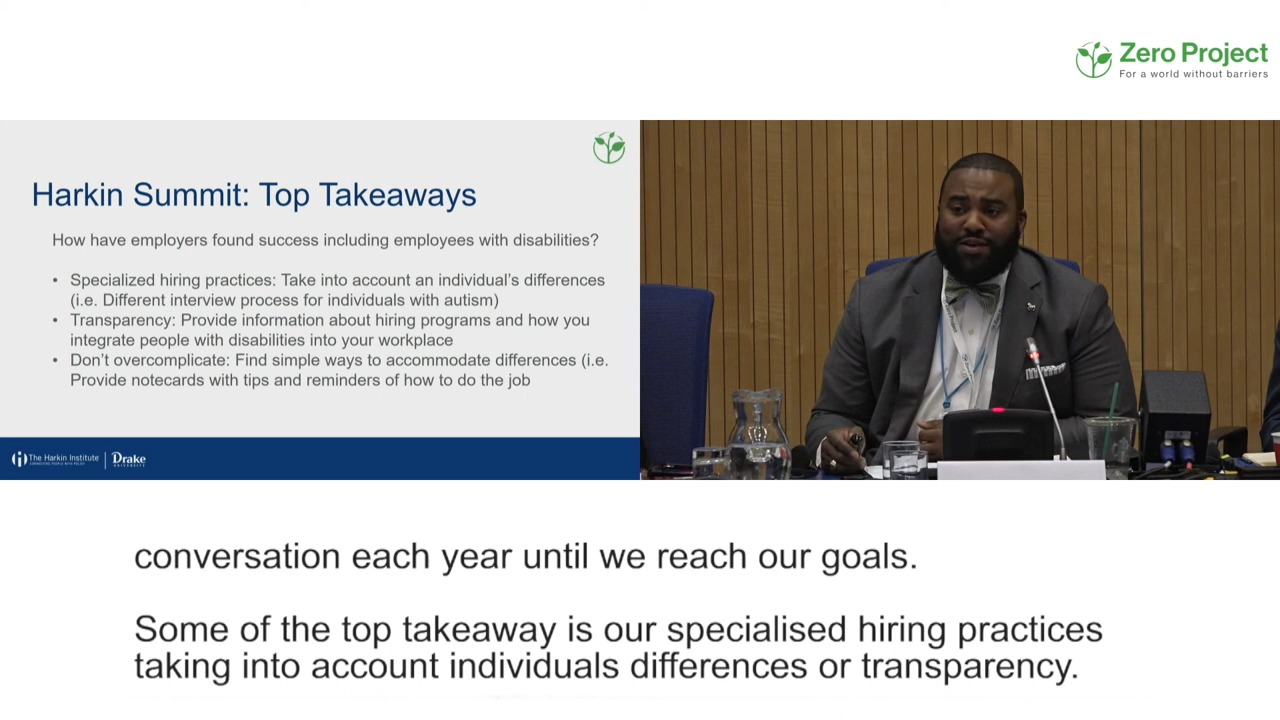 Zero Project
For a world without barriers
Harkin Summit: Top Takeaways
How have employers found success including employees with disabilities?
• Specialized hiring practices: Take into account an individual's differences
(i.e. Different interview process for individuals with autism)
• Transparency: Provide information about hiring programs and how you
integrate people with disabilities into your workplace
• Don't overcomplicate: Find simple ways to accommodate differences (i.e.
Provide notecards with tips and reminders of how to do the job
The Harkin Institute
CONNECTING PEOPLE WITH POLICY
Drake
UNIVERSITY
conversation each year until we reach our goals.
Some of the top takeaway is our specialised hiring practices
taking into account individuals differences or transparency.